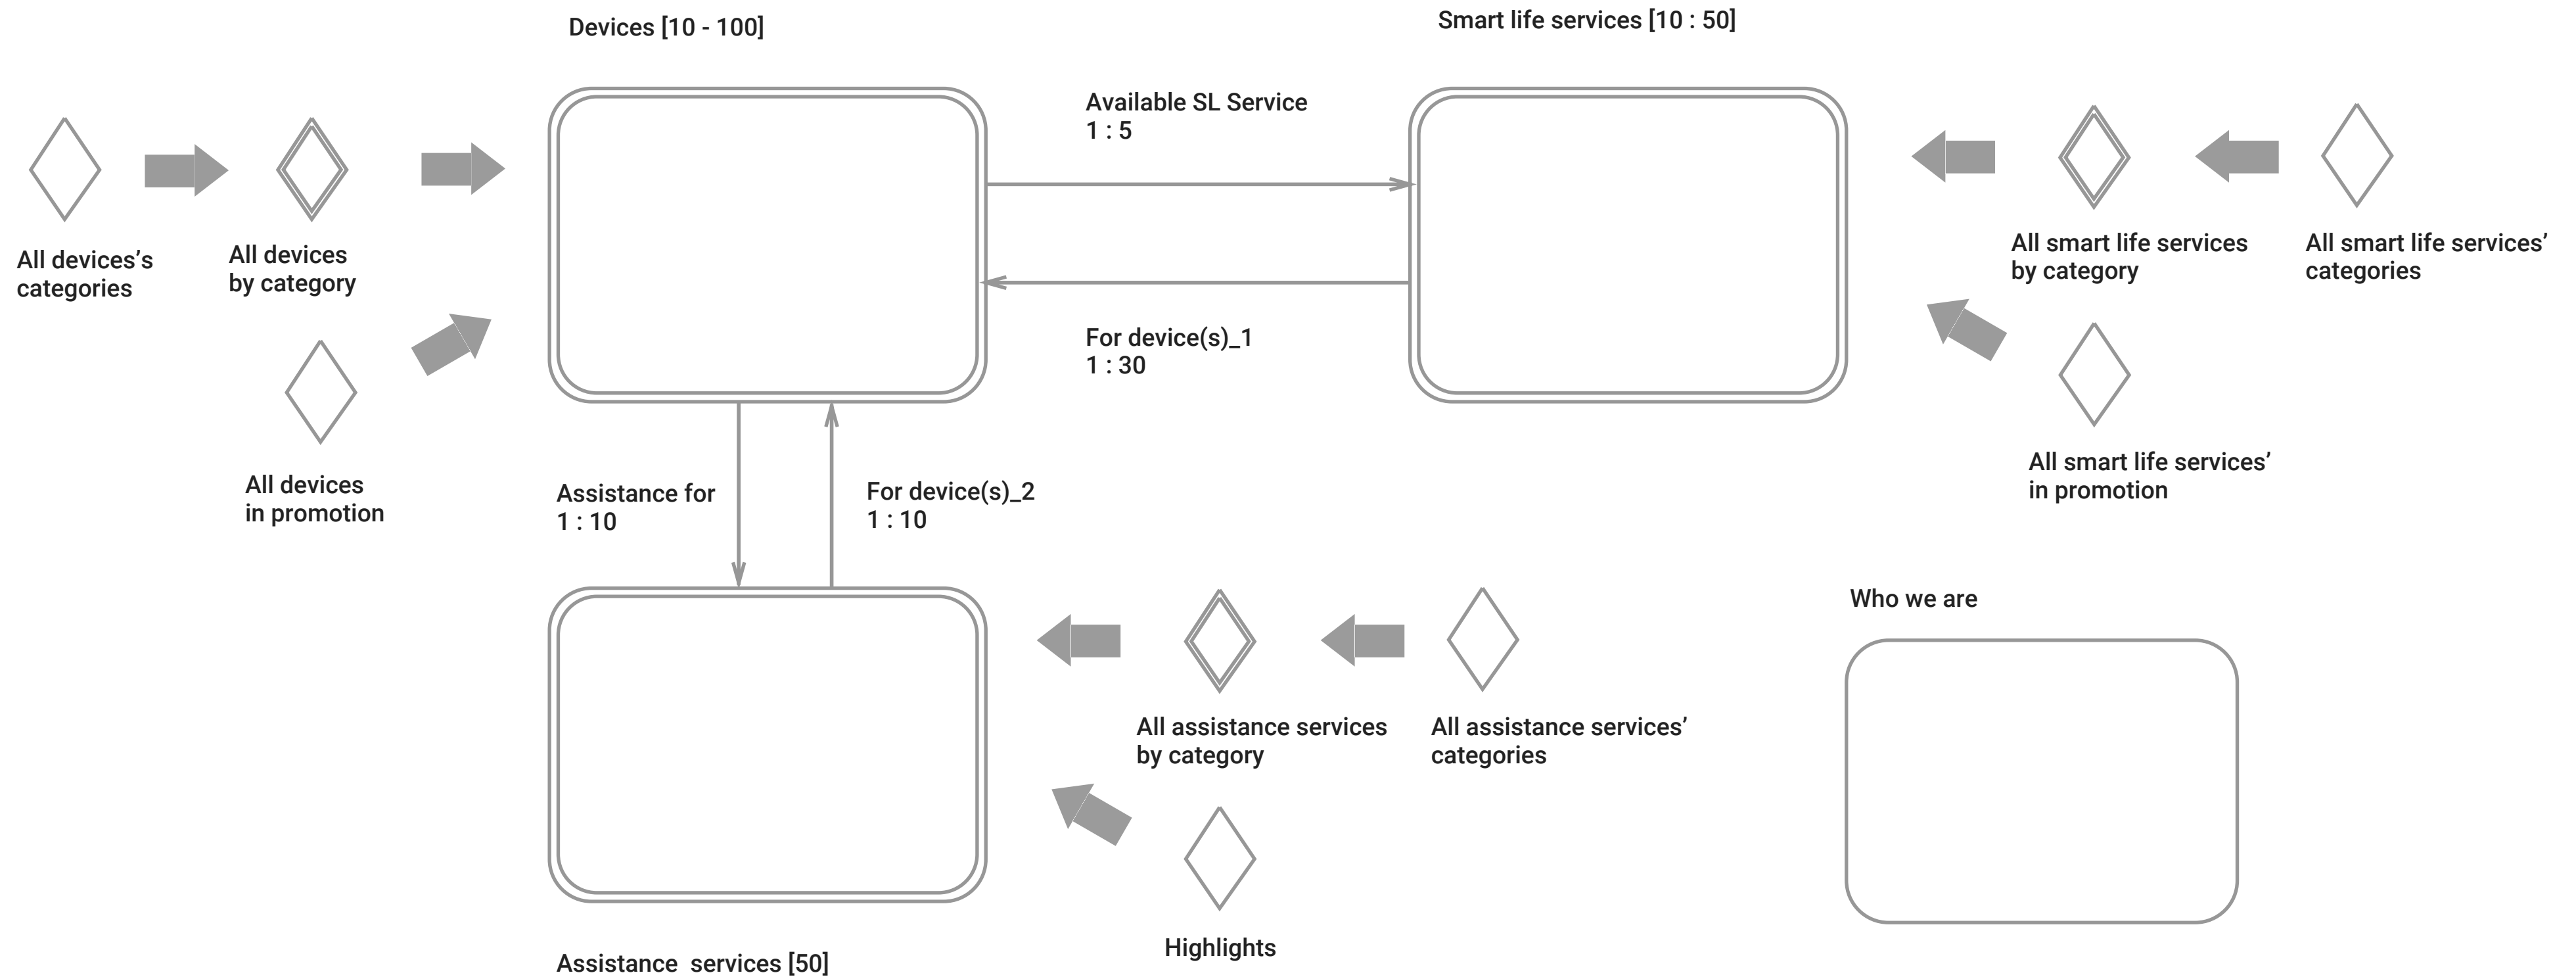 Devices [10 - 100]
Smart life services [10 : 50]
Available SL Service
1 : 5
All devices's
categories
All devices
by category
All smart life services
by category
All smart life services’
categories
For device(s)_1
1 : 30
All devices
in promotion
Assistance for
1 : 10
For device(s)_2
1 : 10
All smart life services’
in promotion
Who we are
All assistance services
by category
All assistance services’
categories
Highlights
Assistance  services [50]